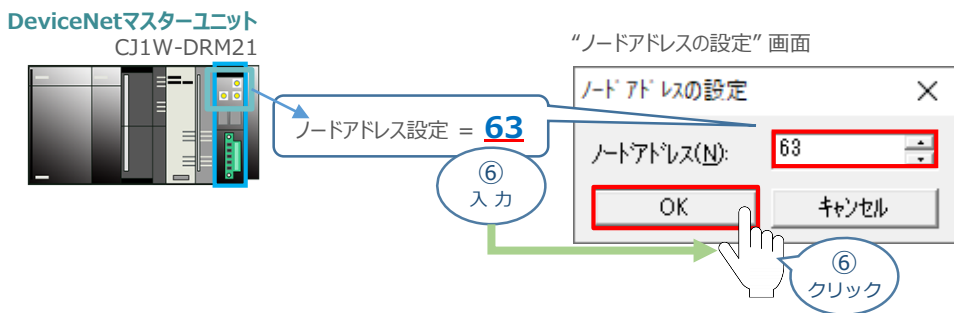 DeviceNetマスターユニット
CJ1W-DRM21
ノードアドレス設定 = 63
⑥
入 力
“ノードアドレスの設定” 画面
ノードアドレスの設定
ノードアドレス(N):
63
OK
キャンセル
⑥
クリック